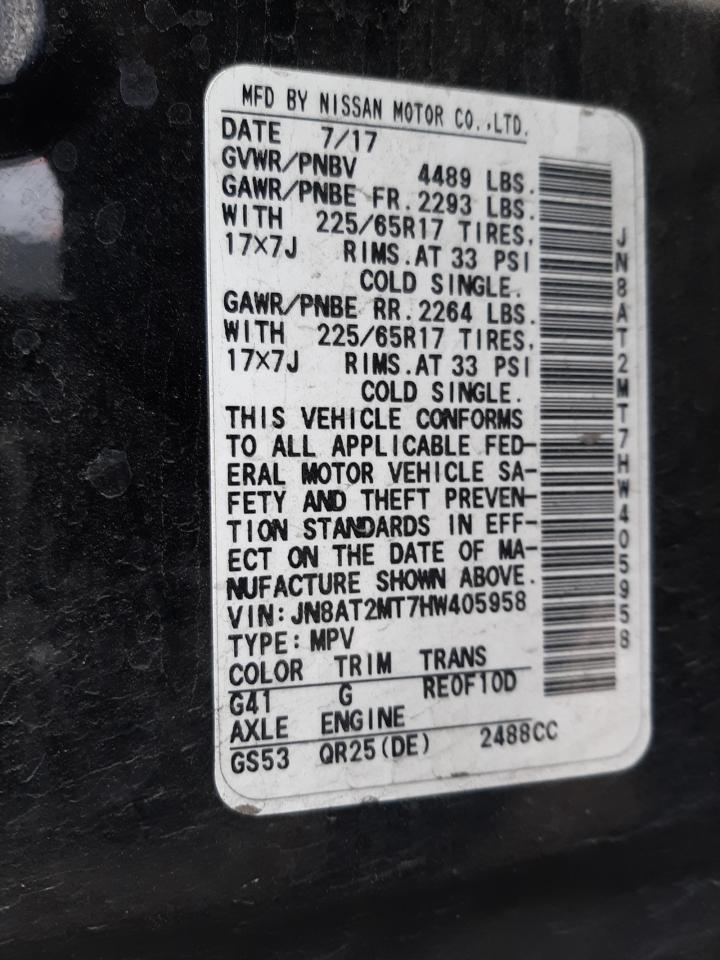 MFD BY NISSAN MOTOR CO.,LTD.
DATE 7/17
GVWR/PNBV 4489 LBS.
GAWR/PNBE FR.2293 LBS.
WITH 225/65R17 TIRES,
17X7J RIMS.AT 33 PSI
COLD SINGLE.
GAWR/PNBE RR.2264 LBS.
WITH 225/65R17 TIRES,
17X7J RIMS.AT 33 PSI
COLD SINGLE.
THIS VEHICLE CONFORMS
TO ALL APPLICABLE FED-
ERAL MOTOR VEHICLE SA-
FETY AND THEFT PREVEN-
TION STANDARDS IN EFF-
ECT ON THE DATE OF MA-
NUFACTURE SHOWN ABOVE.
VIN:JN8AT2MT7HW405958
TYPE:MPV
COLOR TRIM TRANS
G41 G RE0F10D
AXLE ENGINE
GS53 QR25(DE) 2488CC
JN8AT2MT7HW405958